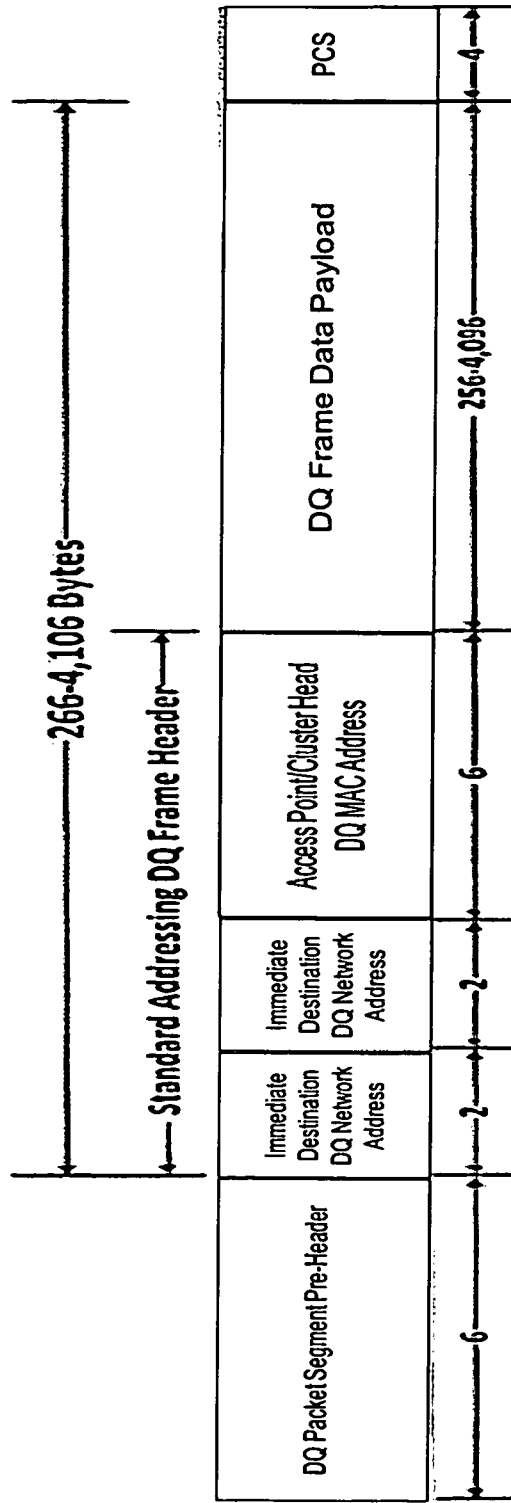 266-4,106 Bytes
Standard Addressing DQ Frame Header
DQ Packet Segment Pre-Header
Immediate
Destination
DQ Network
Address
Immediate
Destination
DQ Network
Address
Access Point/Cluster Head
DQ MAC Address
DQ Frame Data Payload
PCS
6
2
2
6
256-4,096
4